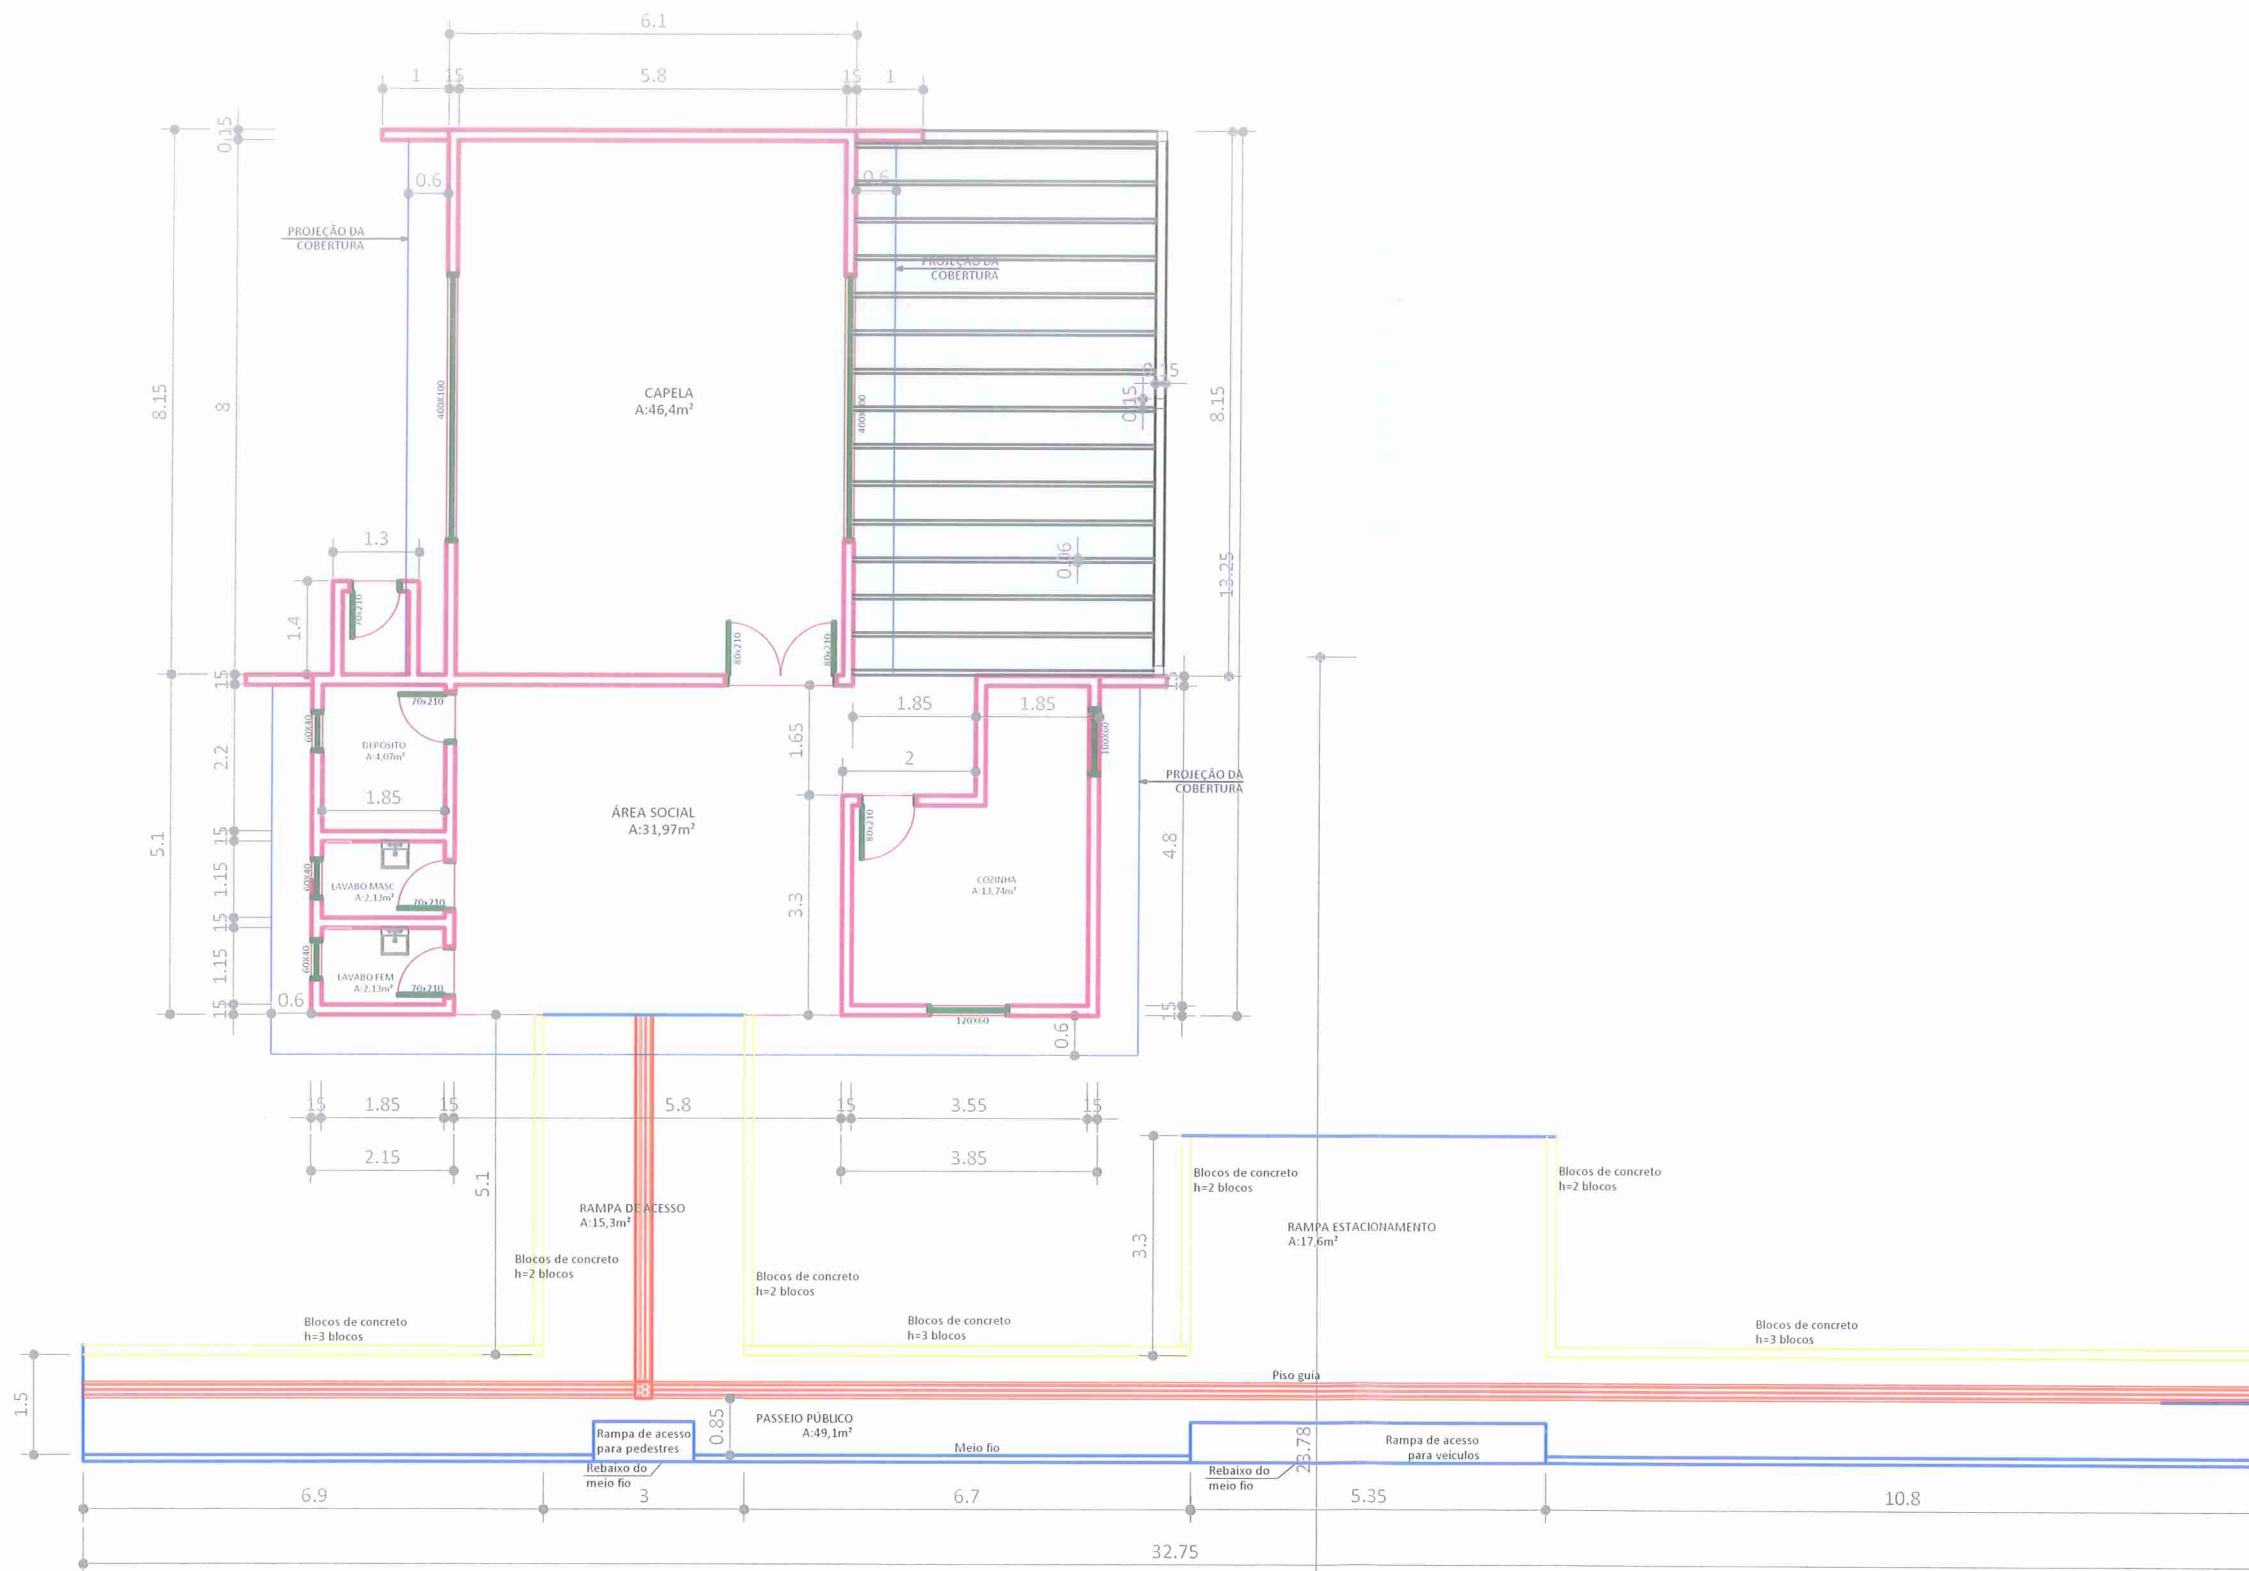 6.1
1
15
5.8
15
1
0.15
0.6
0.6
PROJEÇÃO DA
COBERTURA
PROJEÇÃO DA
COBERTURA
8.15
8
400X100
CAPELA
A:46,4m²
400X100
0.15
0.15
8.15
13.25
0.06
1.3
1.4
70x210
80x210
80x210
15
15
70x210
60X40
DEPÓSITO
A:4,07m²
1.85
2.2
5.1
1.65
1.85
1.85
2
100X60
PROJEÇÃO DA
COBERTURA
ÁREA SOCIAL
A:31,97m²
80x210
4.8
15
1.15
60X40
LAVABO MASC
A:2,13m²
70x210
3.3
COZINHA
A:13,74m²
15
1.15
60X40
LAVABO FEM
A:2,13m²
70x210
15
0.6
120X60
15
0.6
15
1.85
15
5.8
15
3.55
15
2.15
3.85
5.1
RAMPA DE ACESSO
A:15,3m²
Blocos de concreto
h=2 blocos
Blocos de concreto
h=2 blocos
Blocos de concreto
h=2 blocos
Blocos de concreto
h=2 blocos
RAMPA ESTACIONAMENTO
A:17,6m²
3.3
Blocos de concreto
h=3 blocos
Blocos de concreto
h=3 blocos
Blocos de concreto
h=3 blocos
1.5
Piso guia
0.85
PASSEIO PÚBLICO
A:49,1m²
Rampa de acesso
para pedestres
Meio fio
Rampa de acesso
para veículos
23.78
Rebaixo do
meio fio
Rebaixo do
meio fio
6.9
3
6.7
5.35
10.8
32.75